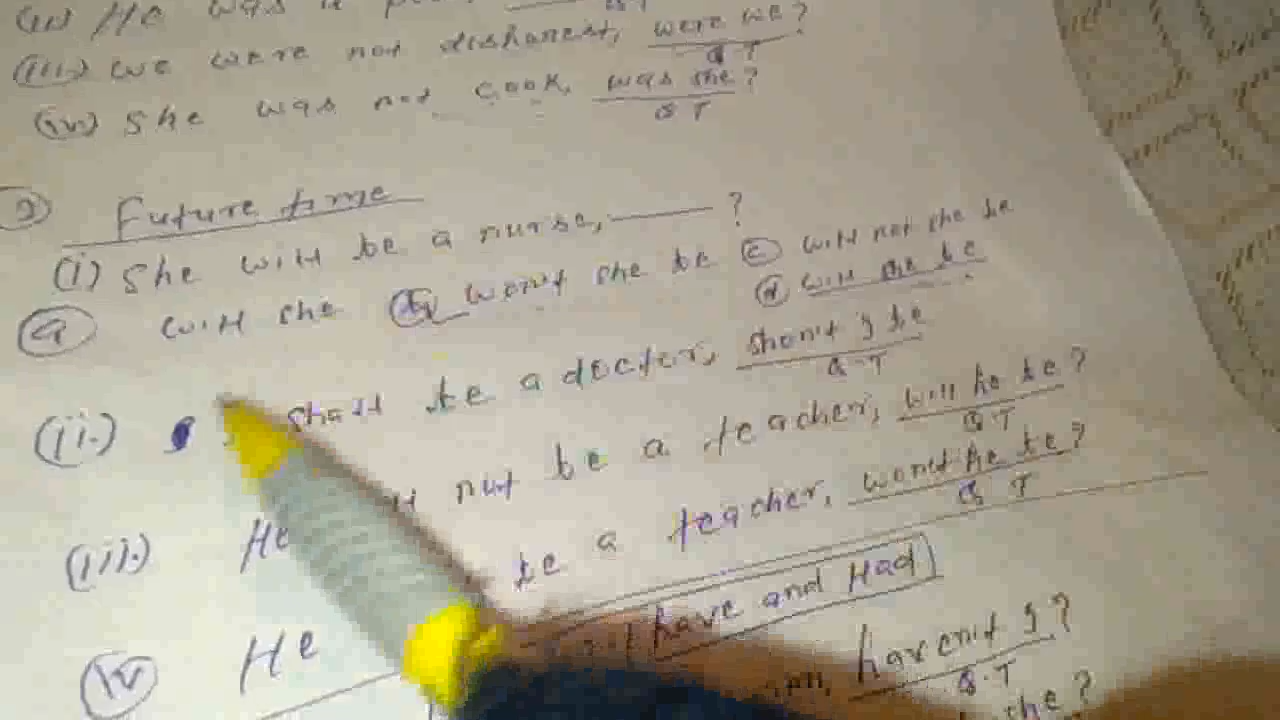 He was a
(iii) we were not dishonest, were we?
Q.T
(iv) She was not cook, was she?
Q T
Future time
(i) She will be a nurse, ——— ?
(a) will she (b) won't she be (c) will not she be
(d) will she be
(ii.) shall be a doctor, shan't I be
Q.T
(iii.) He not be a teacher, will he be?
Q.T
(iv) He be a teacher, won't he be?
Q T
have and Had
haven't I?
Q.T
she?